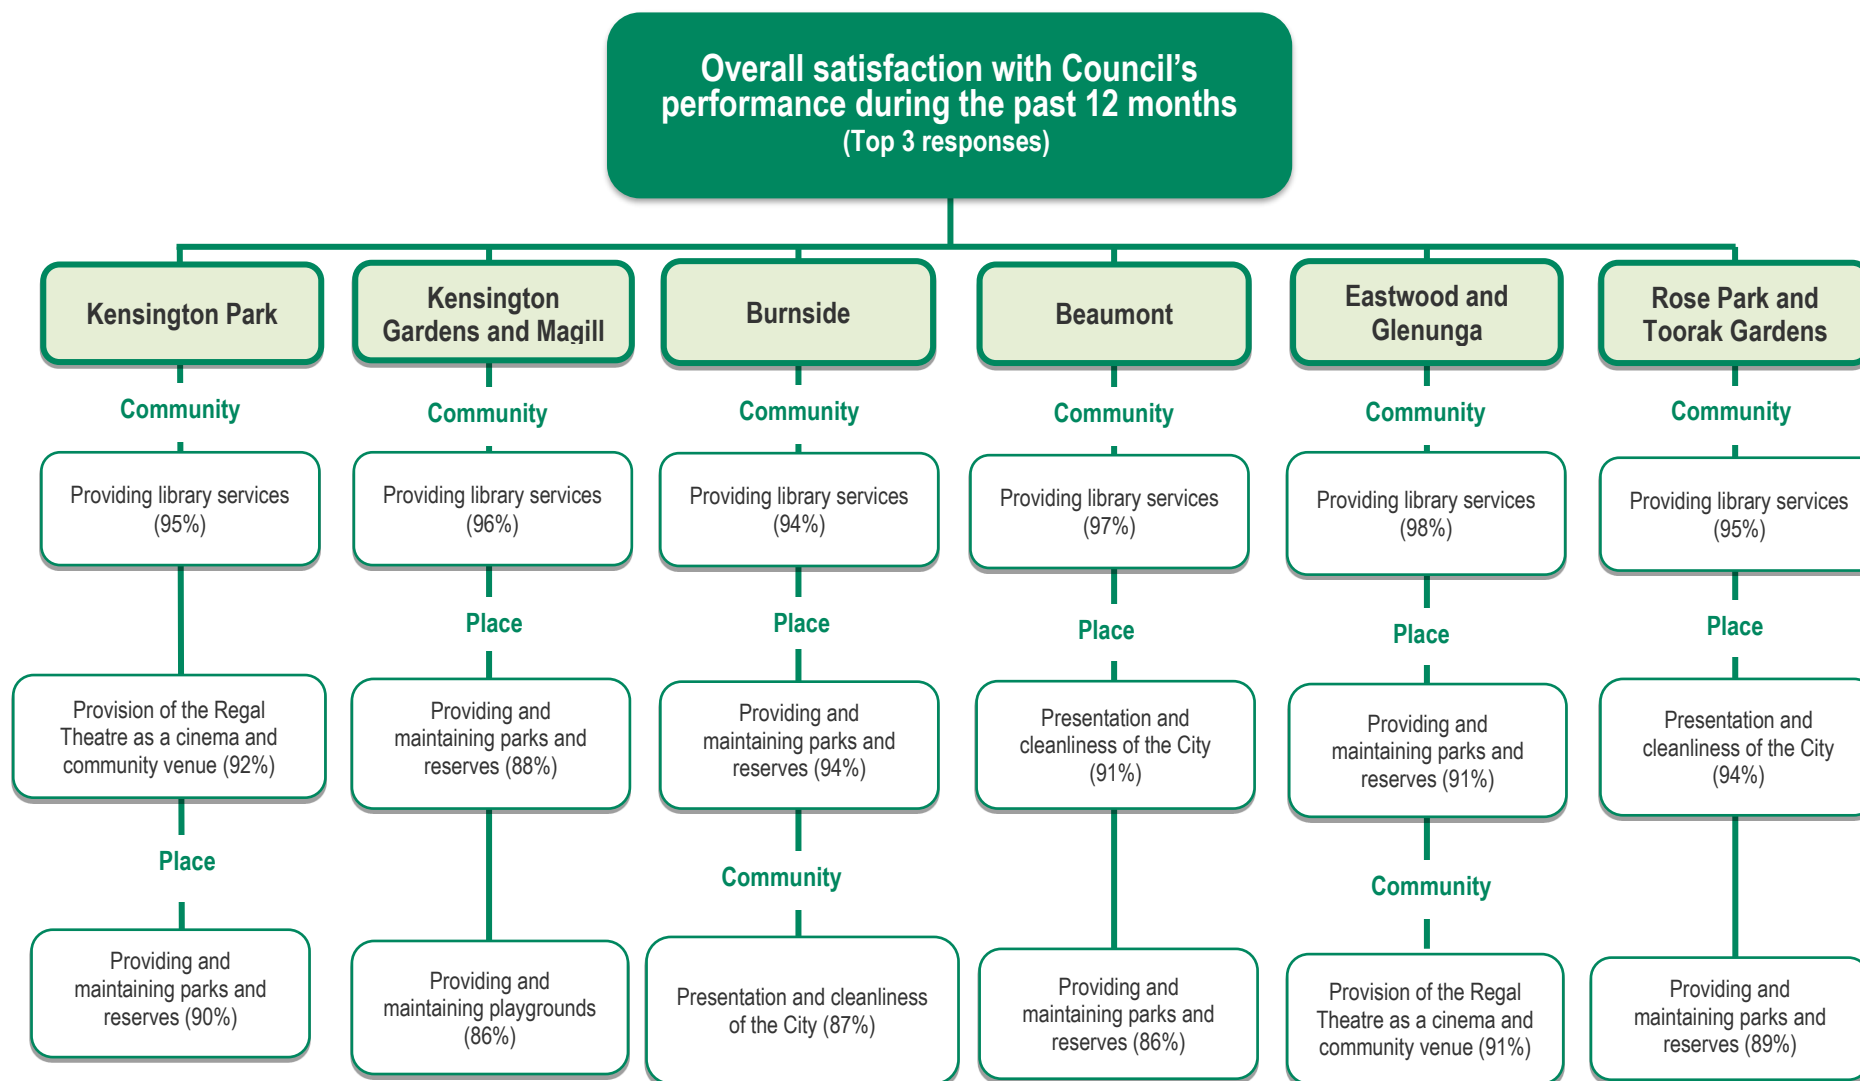 Overall satisfaction with Council’s
performance during the past 12 months
(Top 3 responses)
Kensington Park
Community
Providing library services
(95%)
Provision of the Regal
Theatre as a cinema and
community venue (92%)
Place
Providing and
maintaining parks and
reserves (90%)
Kensington
Gardens and Magill
Community
Providing library services
(96%)
Place
Providing and
maintaining parks and
reserves (88%)
Providing and
maintaining playgrounds
(86%)
Burnside
Community
Providing library services
(94%)
Place
Providing and
maintaining parks and
reserves (94%)
Community
Presentation and cleanliness
of the City (87%)
Beaumont
Community
Providing library services
(97%)
Place
Presentation and
cleanliness of the City
(91%)
Providing and
maintaining parks and
reserves (86%)
Eastwood and
Glenunga
Community
Providing library services
(98%)
Place
Providing and
maintaining parks and
reserves (91%)
Community
Provision of the Regal
Theatre as a cinema and
community venue (91%)
Rose Park and
Toorak Gardens
Community
Providing library services
(95%)
Place
Presentation and
cleanliness of the City
(94%)
Providing and
maintaining parks and
reserves (89%)